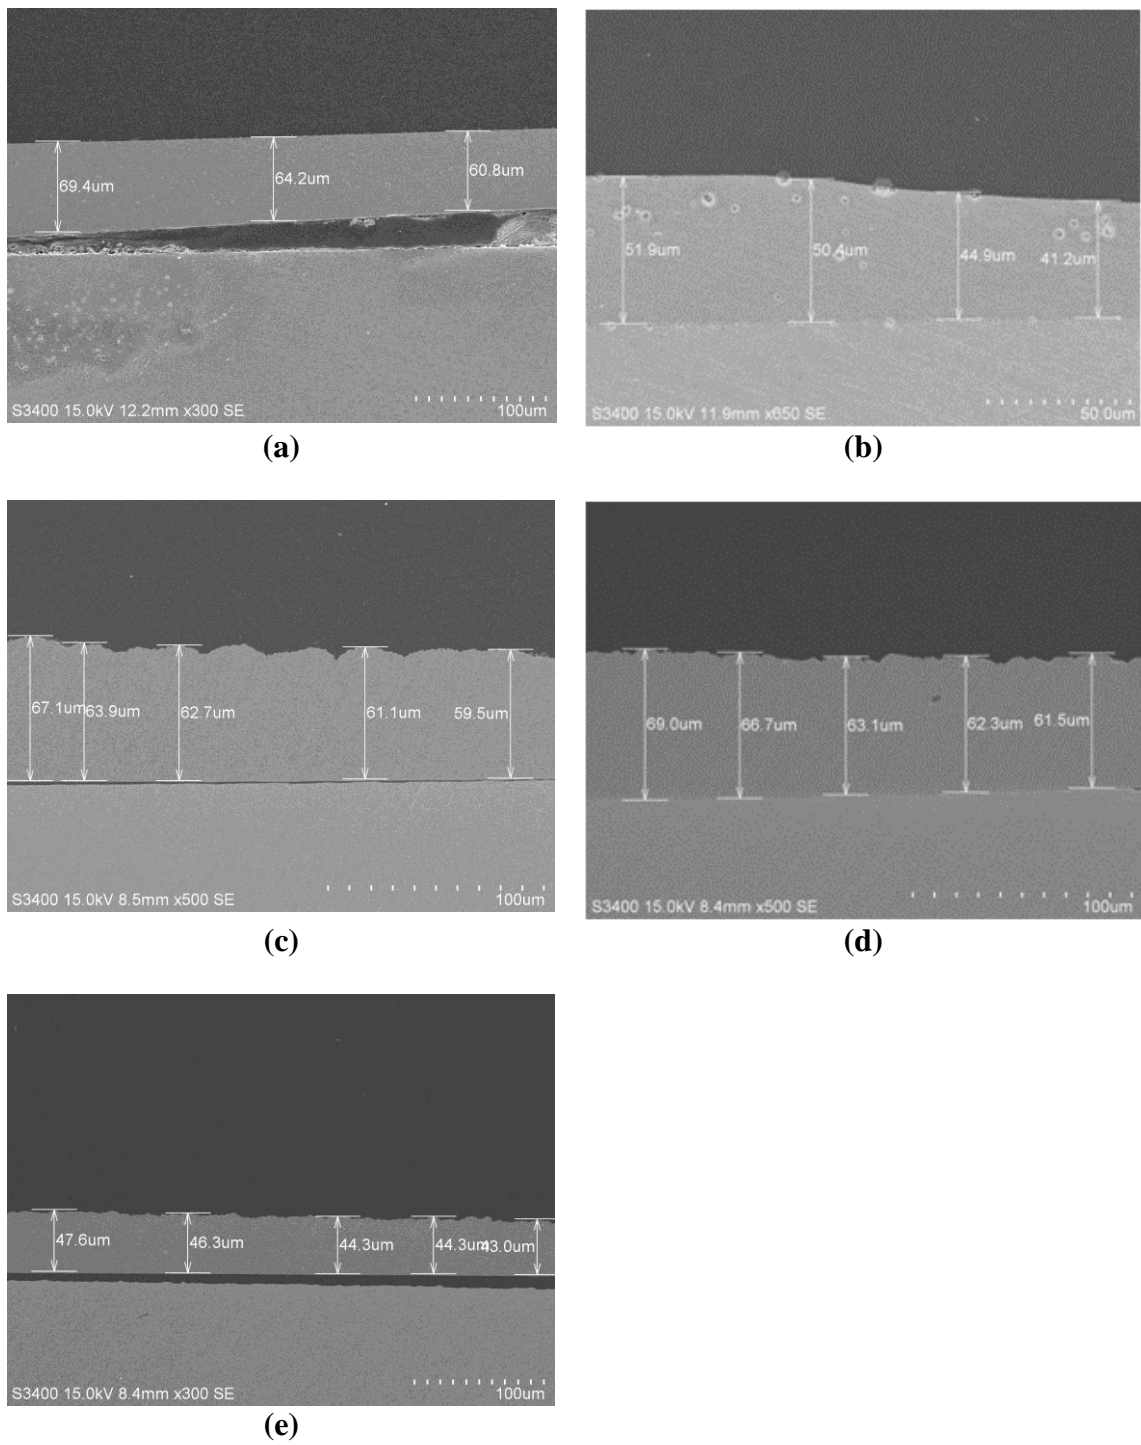 69.4um 64.2um 60.8um
S3400 15.0kV 12.2mm x300 SE 100um
(a)
51.9um 50.4um 44.9um 41.2um
S3400 15.0kV 11.9mm x650 SE 50.0um
(b)
67.1um 63.9um 62.7um 61.1um 59.5um
S3400 15.0kV 8.5mm x500 SE 100um
(c)
69.0um 66.7um 63.1um 62.3um 61.5um
S3400 15.0kV 8.4mm x500 SE 100um
(d)
47.6um 46.3um 44.3um 44.3um 43.0um
S3400 15.0kV 8.4mm x300 SE 100um
(e)